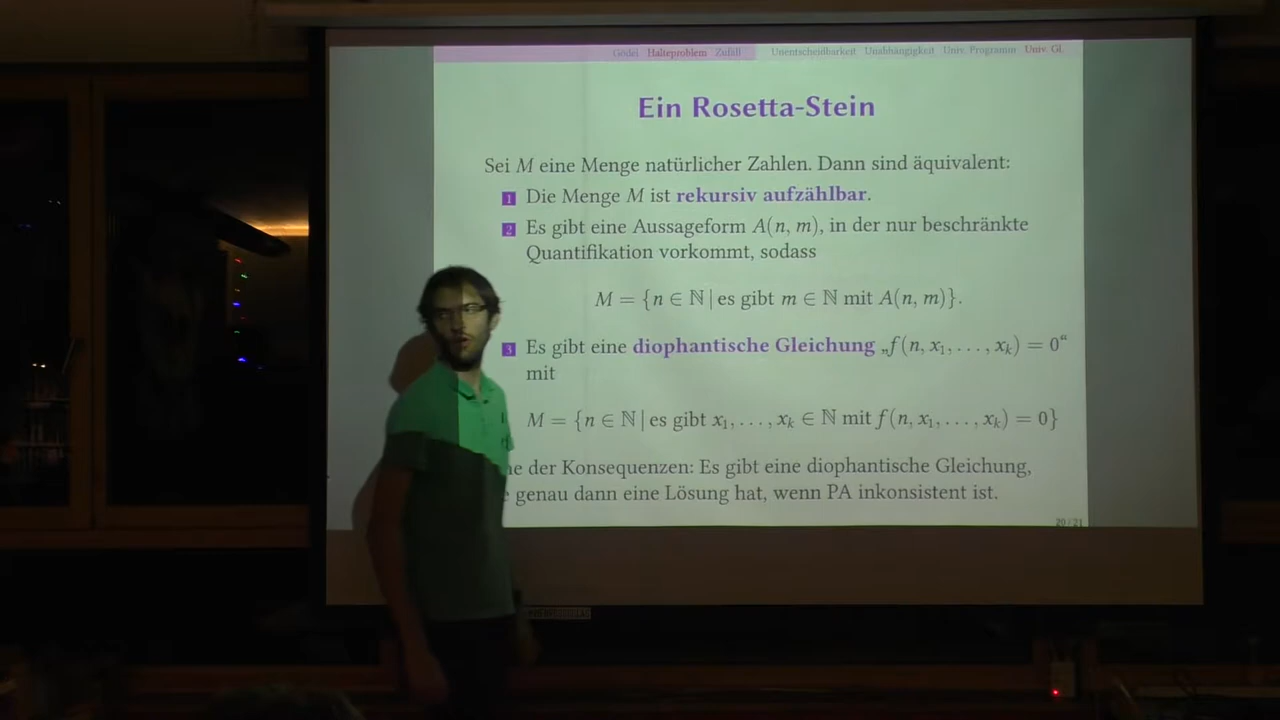 Gödel Halteproblem Zufall Unentscheidbarkeit Unabhängigkeit Univ. Programm Univ. Gl.
Ein Rosetta-Stein
Sei M eine Menge natürlicher Zahlen. Dann sind äquivalent:
1 Die Menge M ist rekursiv aufzählbar.
2 Es gibt eine Aussageform A(n, m), in der nur beschränkte
Quantifikation vorkommt, sodass
M = {n ∈ ℕ | es gibt m ∈ ℕ mit A(n, m)}.
3 Es gibt eine diophantische Gleichung „f(n, x₁, . . . , xₖ) = 0“
mit
M = {n ∈ ℕ | es gibt x₁, . . . , xₖ ∈ ℕ mit f(n, x₁, . . . , xₖ) = 0}
der Konsequenzen: Es gibt eine diophantische Gleichung,
genau dann eine Lösung hat, wenn PA inkonsistent ist.
20 / 21